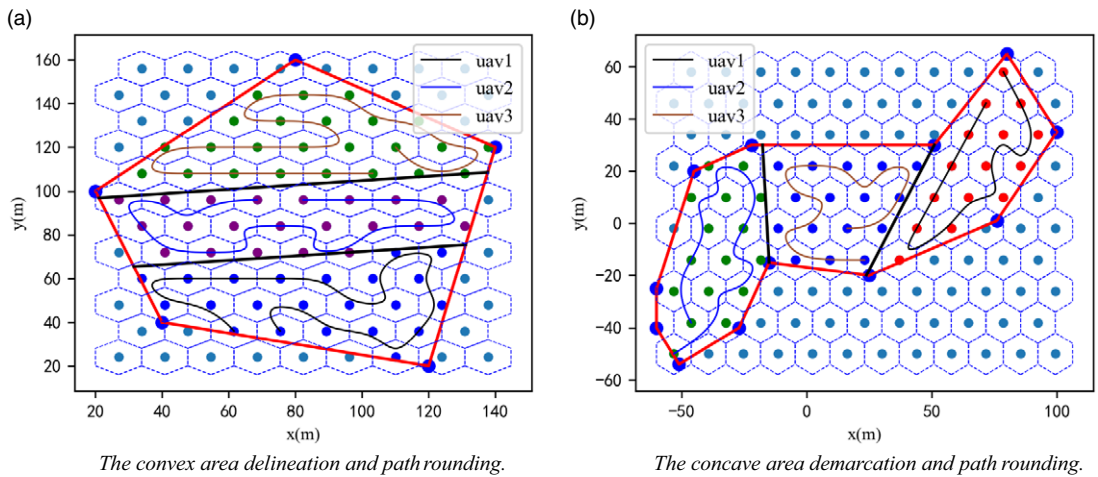 (a)
160
140
120
100
80
60
40
20
y(m)
20 40 60 80 100 120 140
x(m)
uav1
uav2
uav3
The convex area delineation and path rounding.
(b)
60
40
20
0
−20
−40
−60
y(m)
−50 0 50 100
x(m)
uav1
uav2
uav3
The concave area demarcation and path rounding.